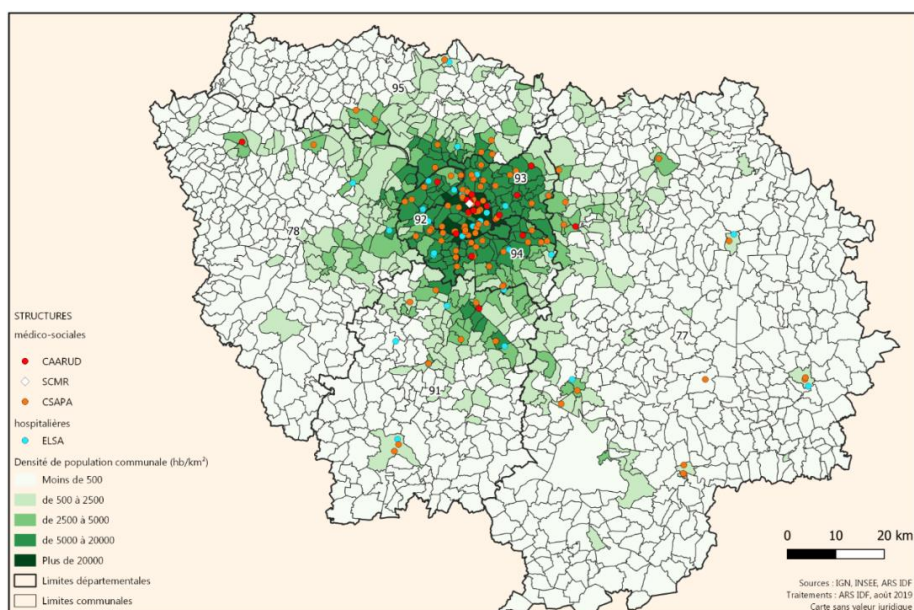 95
93
92
78
94
77
91
STRUCTURES
médico-sociales
CAARUD
SCMR
CSAPA
hospitalières
ELSA
Densité de population communale (hb/km²)
Moins de 500
de 500 à 2500
de 2500 à 5000
de 5000 à 20000
Plus de 20000
Limites départementales
Limites communales
0 10 20 km
Sources : IGN, INSEE, ARS IDF
Traitements : ARS IDF, août 2019
Carte sans valeur juridique